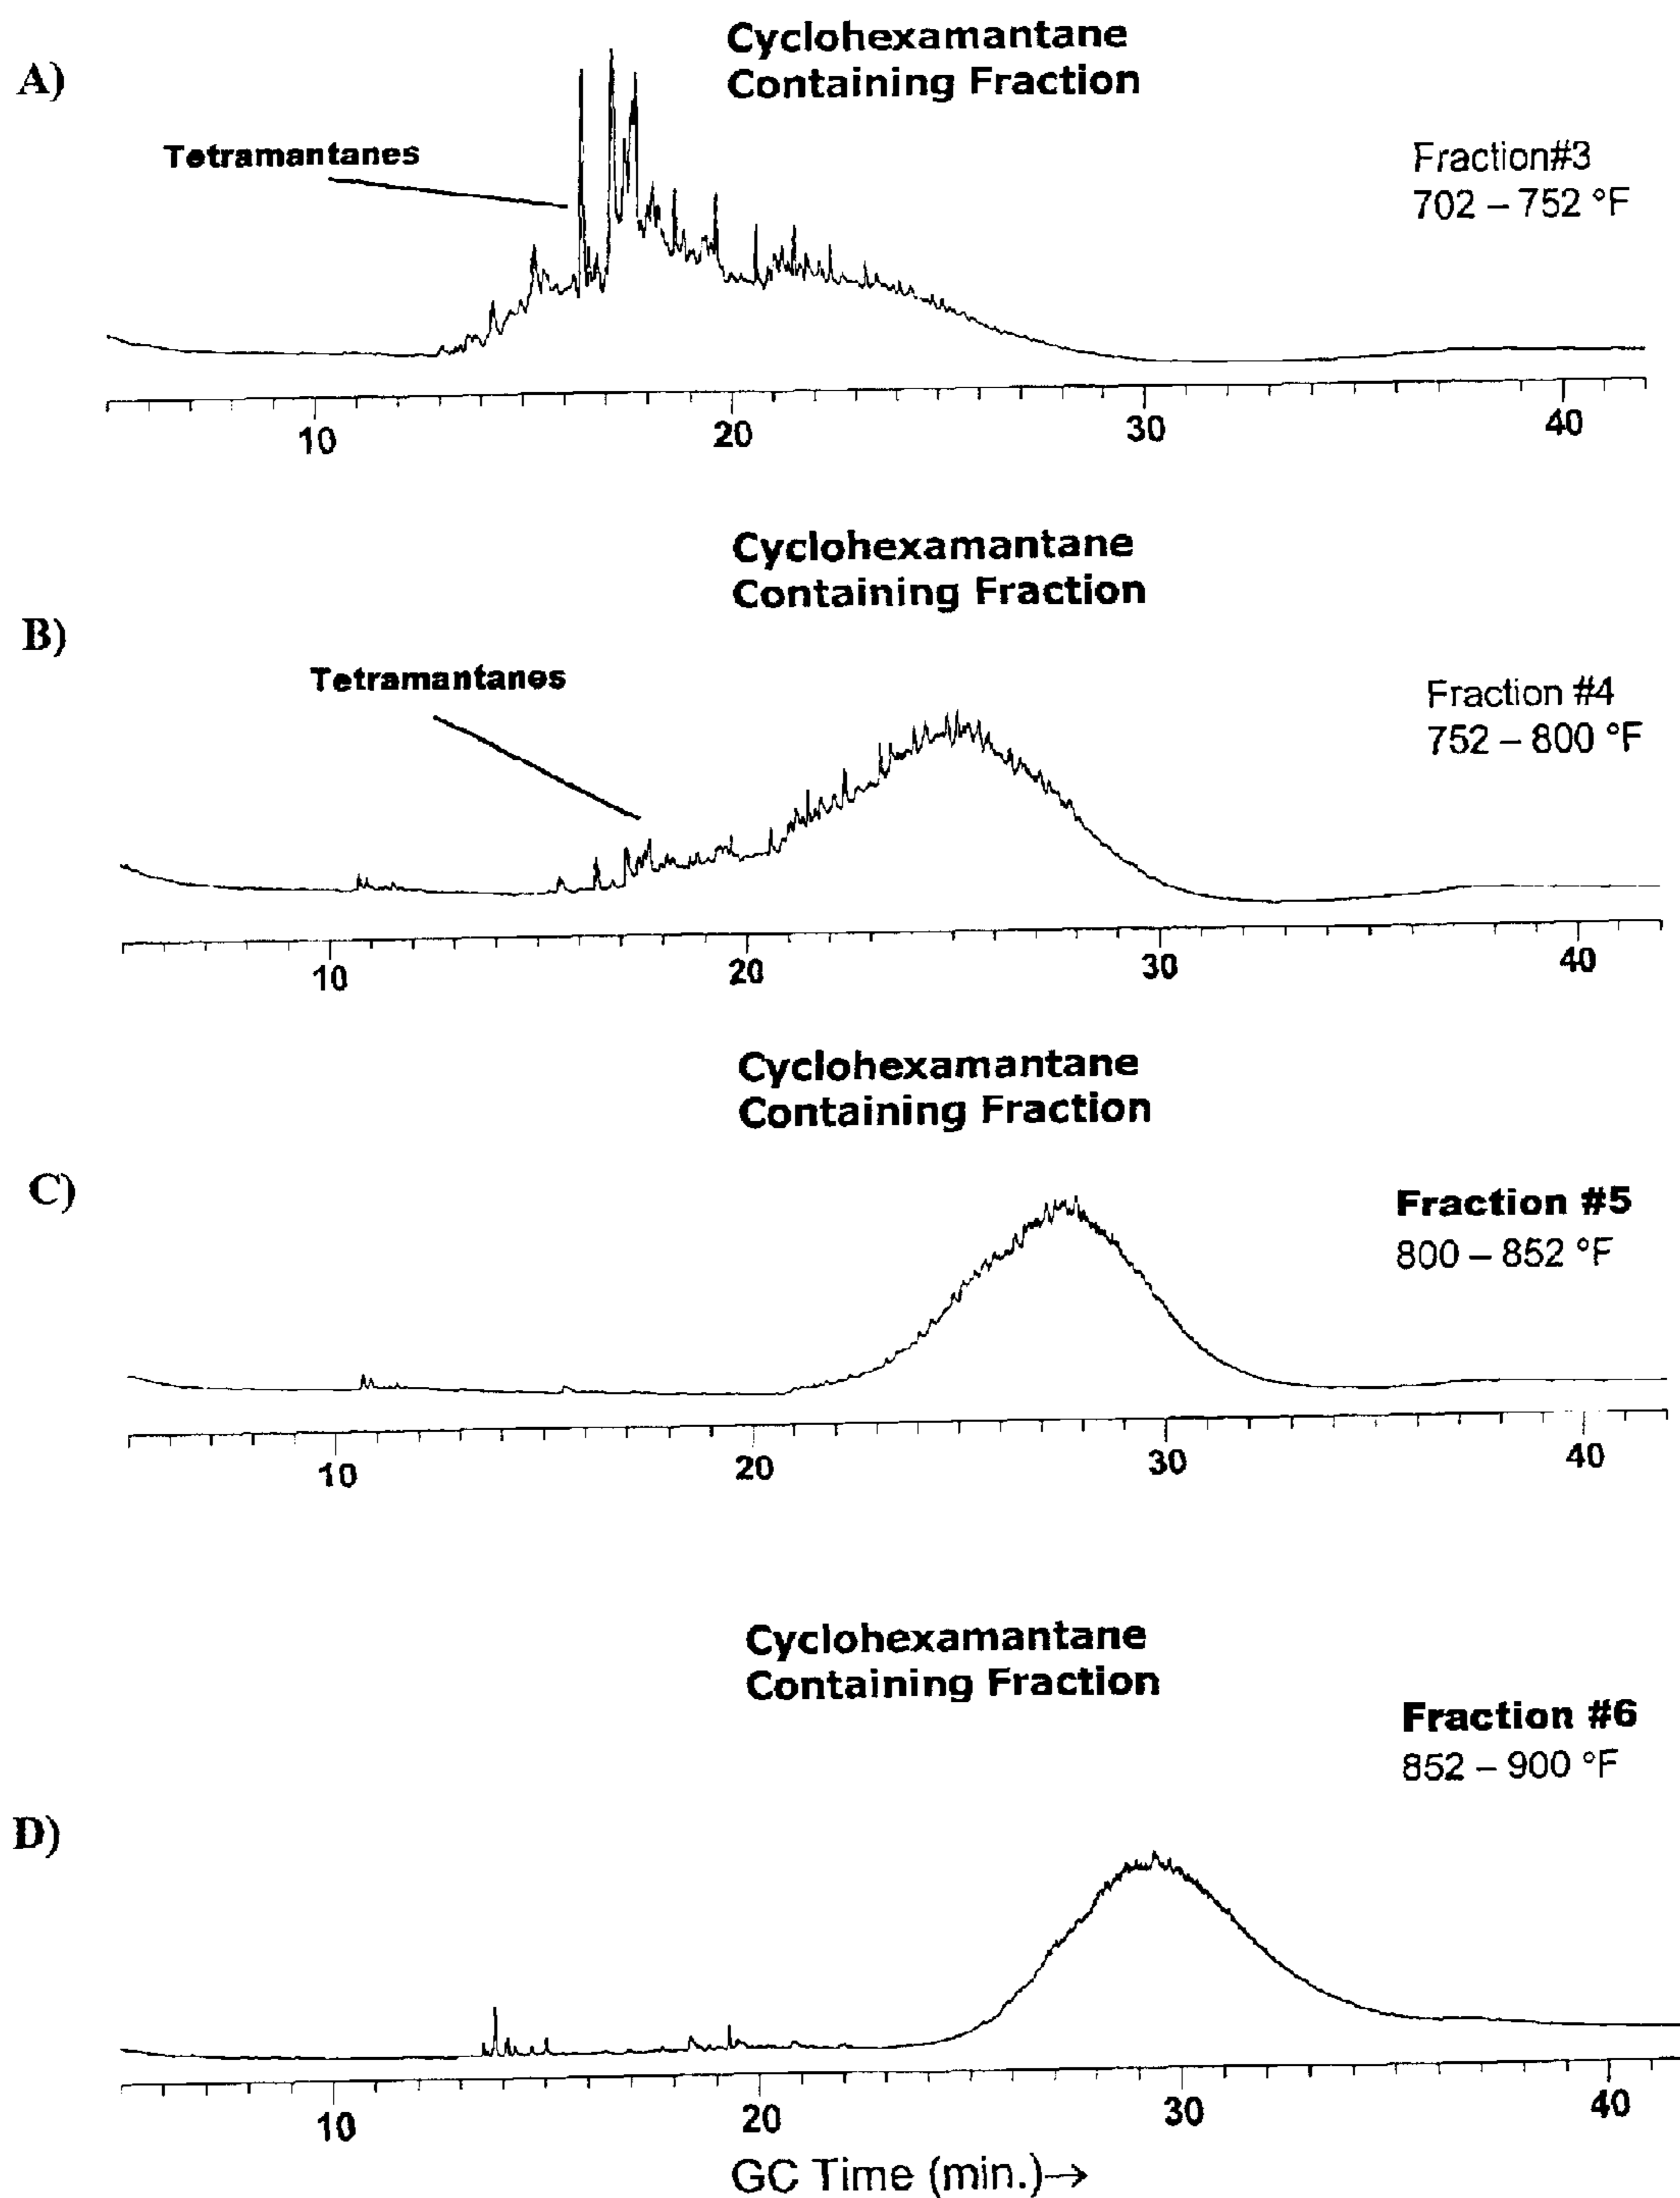 Cyclohexamantane
Containing Fraction
A)
Tetramantanes
Fraction#3
702 – 752 °F
10 20 30 40
Cyclohexamantane
Containing Fraction
B)
Tetramantanes
Fraction #4
752 – 800 °F
10 20 30 40
Cyclohexamantane
Containing Fraction
C)
Fraction #5
800 – 852 °F
10 20 30 40
Cyclohexamantane
Containing Fraction
Fraction #6
852 – 900 °F
D)
10 20 30 40
GC Time (min.)→